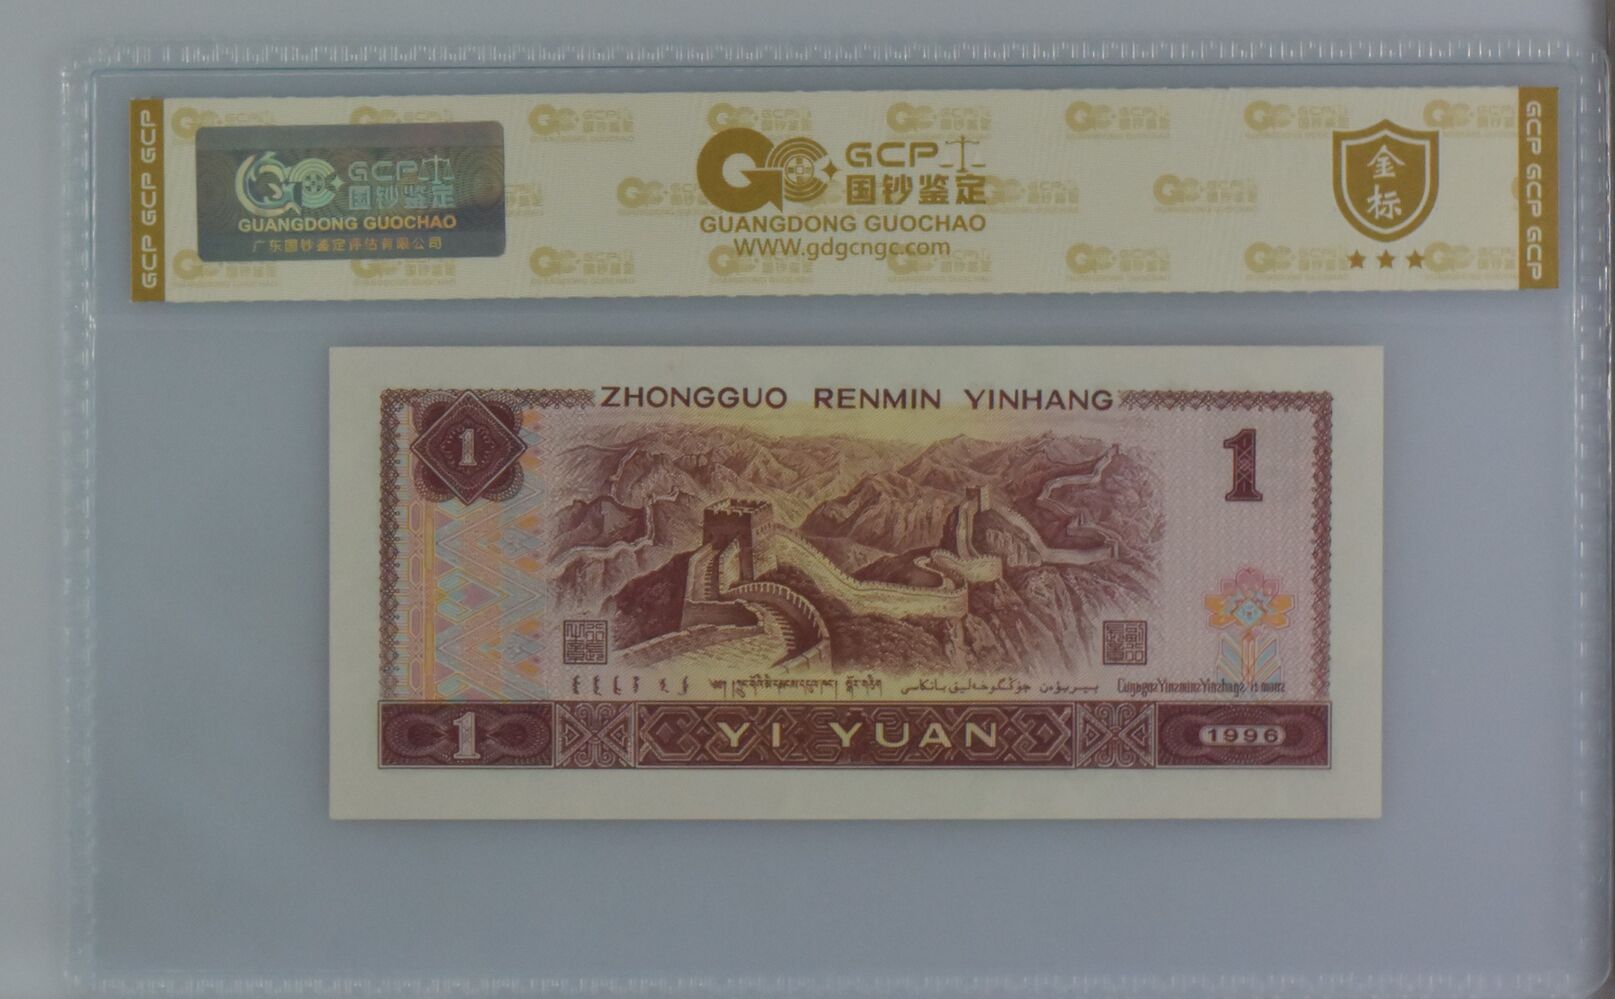 GCP GCP GCP
GCP
国钞鉴定
GUANGDONG GUOCHAO
广东国钞鉴定评估有限公司
GCP
国钞鉴定
GUANGDONG GUOCHAO
WWW.gdgcngc.com
金标
GCP GCP GCP
ZHONGGUO RENMIN YINHANG
1
1
1
YI YUAN
1996